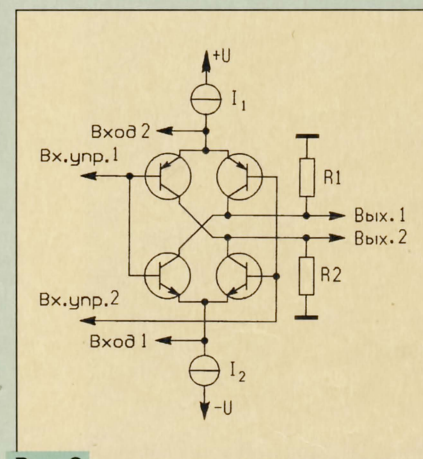 +U
I₁
Вход 2
Вх.упр.1
R1
Вых.1
Вых.2
R2
Вх.упр.2
Вход 1
I₂
-U